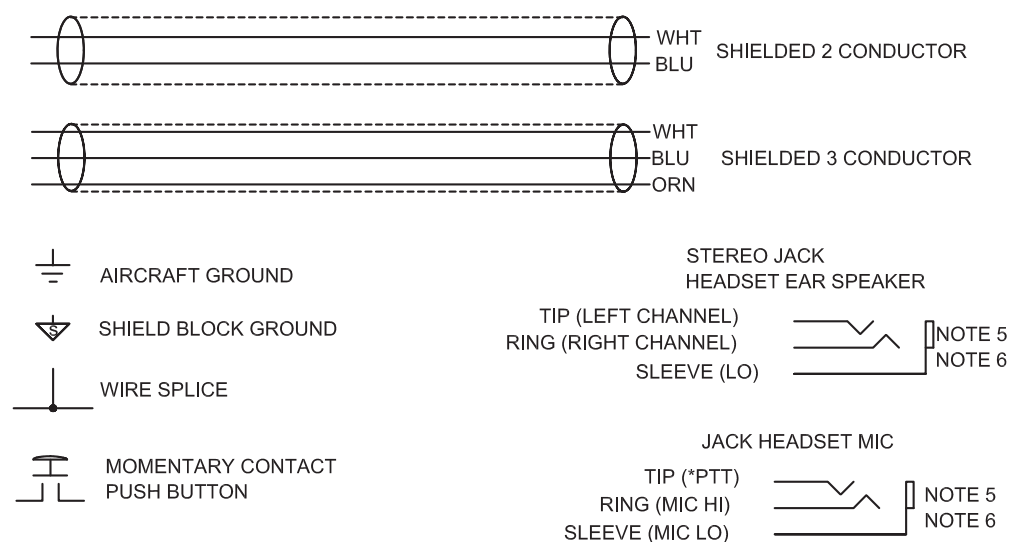 WHT
BLU
SHIELDED 2 CONDUCTOR
WHT
BLU
ORN
SHIELDED 3 CONDUCTOR
AIRCRAFT GROUND
S
SHIELD BLOCK GROUND
WIRE SPLICE
MOMENTARY CONTACT
PUSH BUTTON
STEREO JACK
HEADSET EAR SPEAKER
TIP (LEFT CHANNEL)
RING (RIGHT CHANNEL)
SLEEVE (LO)
NOTE 5
NOTE 6
JACK HEADSET MIC
TIP (*PTT)
RING (MIC HI)
SLEEVE (MIC LO)
NOTE 5
NOTE 6